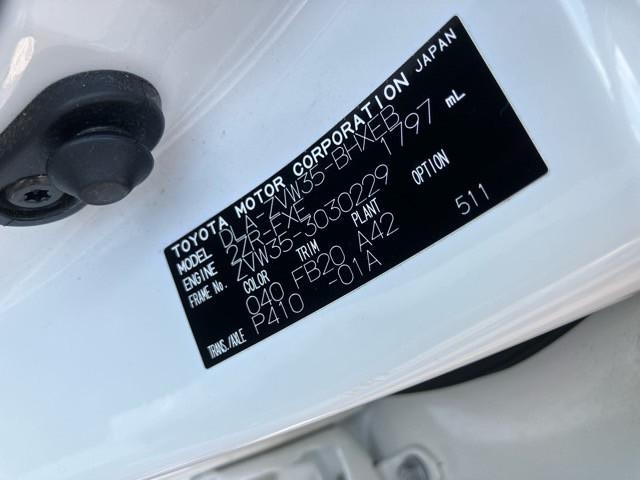 TOYOTA MOTOR CORPORATION JAPAN
MODEL DLA-ZVW35-BHXEB
ENGINE 2ZR-FXE 1797 mL
FRAME No. ZVW35-3030229
COLOR TRIM PLANT OPTION
040 FB20 A42 511
TRANS./AXLE P410 -01A